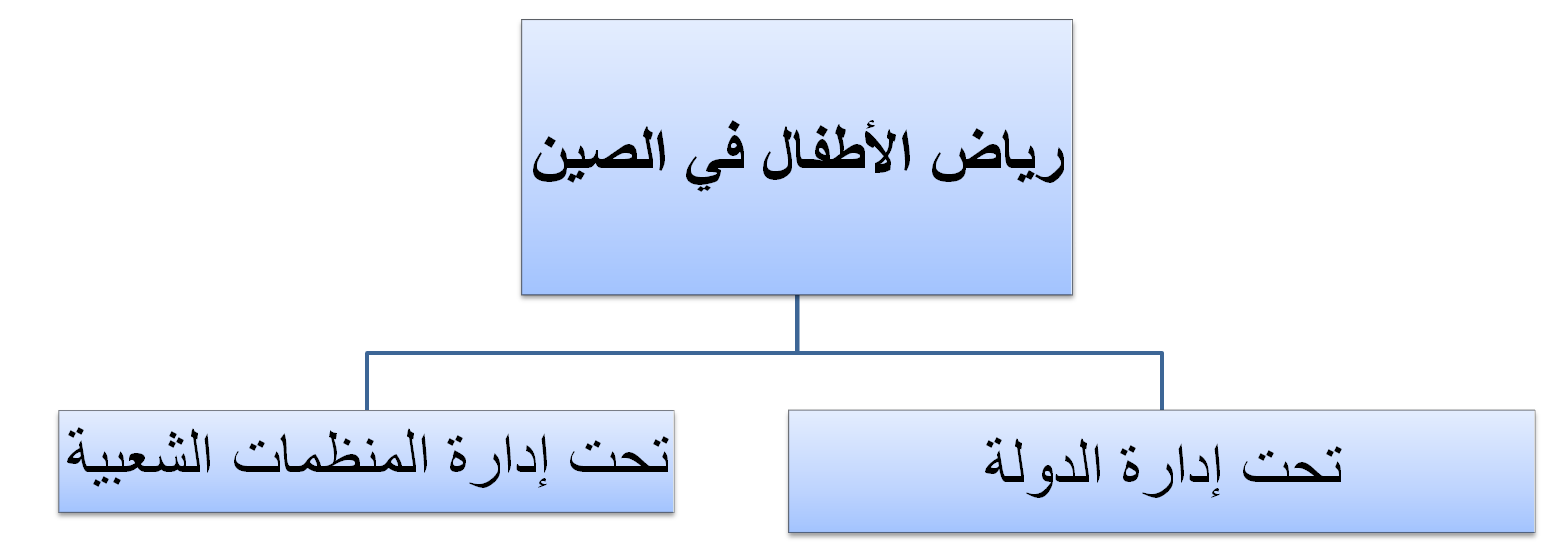 رياض الأطفال في الصين
تحت إدارة الدولة
تحت إدارة المنظمات الشعبية